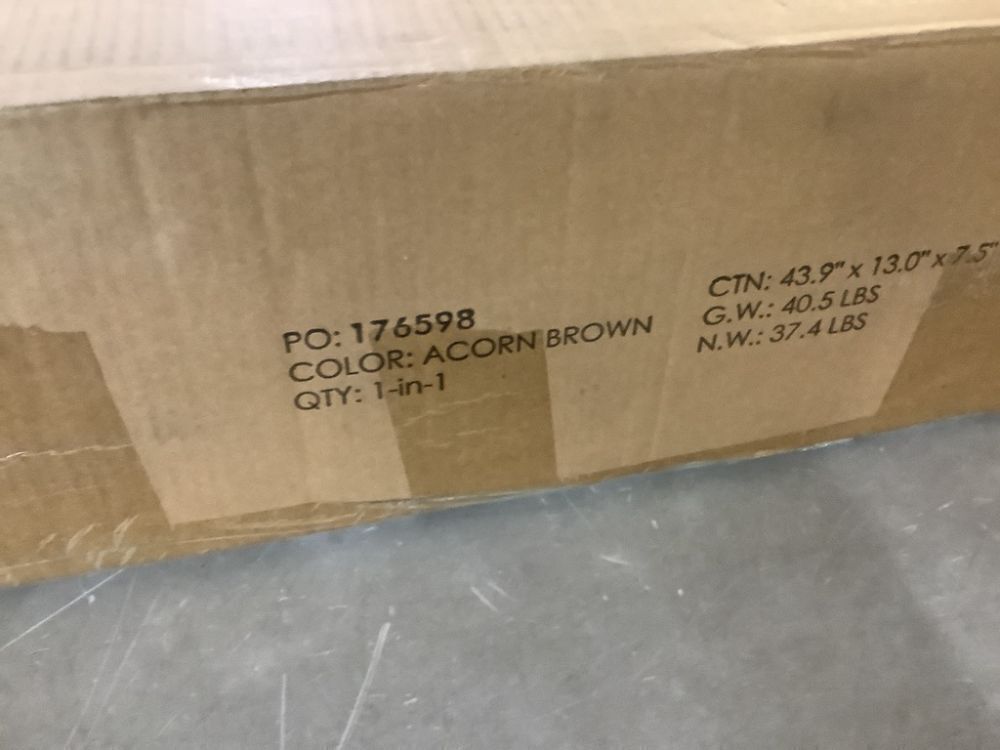 PO: 176598
COLOR: ACORN BROWN
QTY: 1-in-1
CTN: 43.9" x 13.0" x 7.5"
G.W.: 40.5 LBS
N.W.: 37.4 LBS